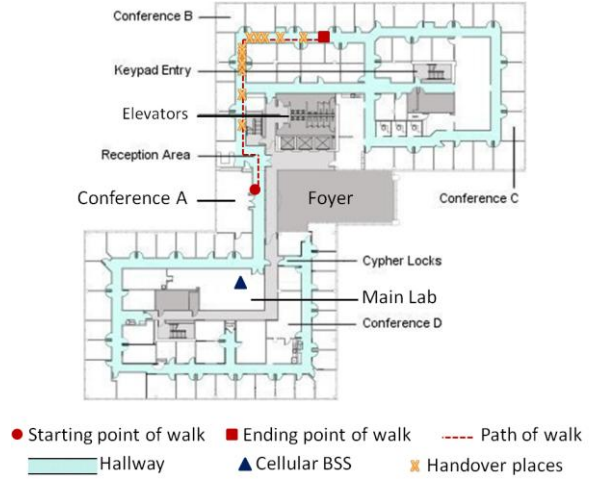 Conference B
Keypad Entry
Elevators
Reception Area
Conference A
Foyer
Conference C
Cypher Locks
Main Lab
Conference D
Starting point of walk Ending point of walk Path of walk
Hallway Cellular BSS Handover places